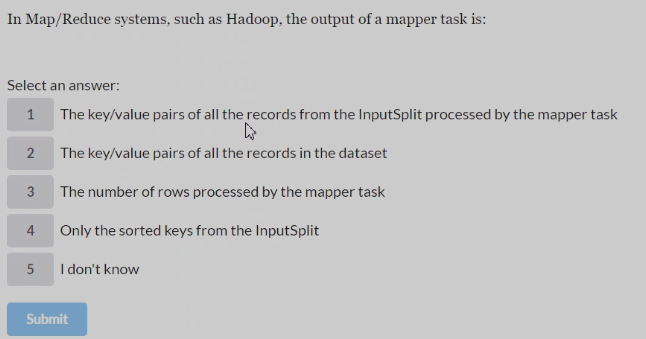 In Map/Reduce systems, such as Hadoop, the output of a mapper task is:
Select an answer:
1 The key/value pairs of all the records from the InputSplit processed by the mapper task
2 The key/value pairs of all the records in the dataset
3 The number of rows processed by the mapper task
4 Only the sorted keys from the InputSplit
5 I don't know
Submit